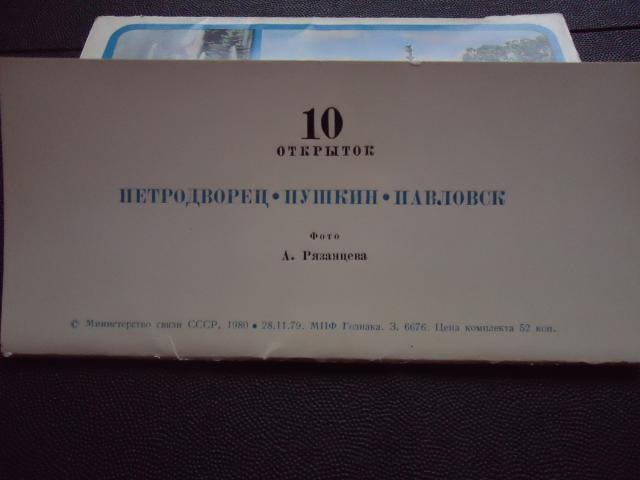 10
ОТКРЫТОК
ПЕТРОДВОРЕЦ • ПУШКИН • ПАВЛОВСК
Фото
А. Рязанцева
© Министерство связи СССР, 1980 • 28.11.79. МПФ Гознака. З. 6676. Цена комплекта 52 коп.